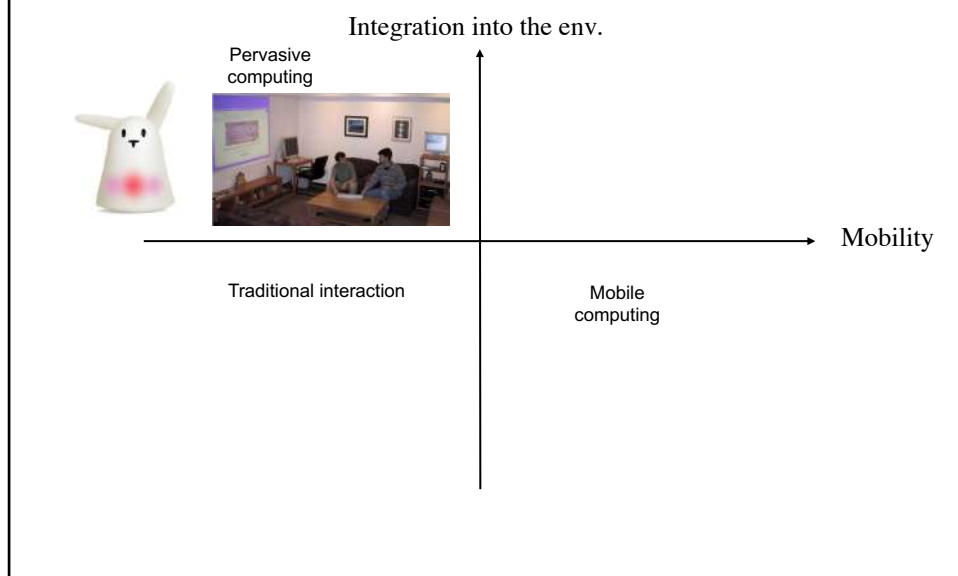 Integration into the env.
Pervasive
computing
Mobility
Traditional interaction
Mobile
computing